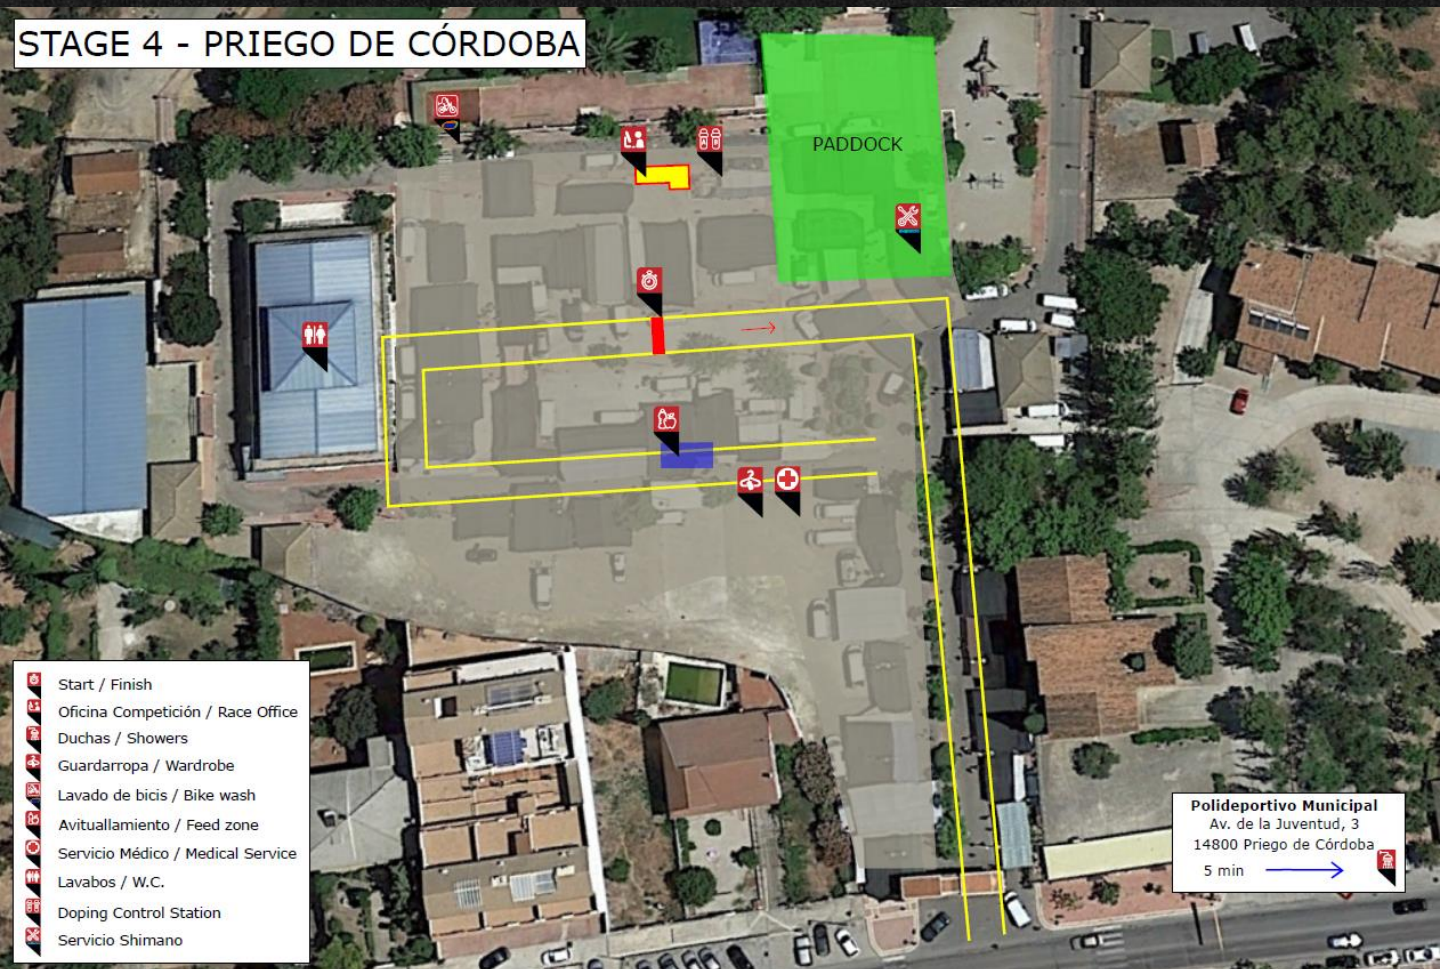 STAGE 4 - PRIEGO DE CÓRDOBA
PADDOCK
Start / Finish
Oficina Competición / Race Office
Duchas / Showers
Guardarropa / Wardrobe
Lavado de bicis / Bike wash
Avituallamiento / Feed zone
Servicio Médico / Medical Service
Lavabos / W.C.
Doping Control Station
Servicio Shimano
Polideportivo Municipal
Av. de la Juventud, 3
14800 Priego de Córdoba
5 min